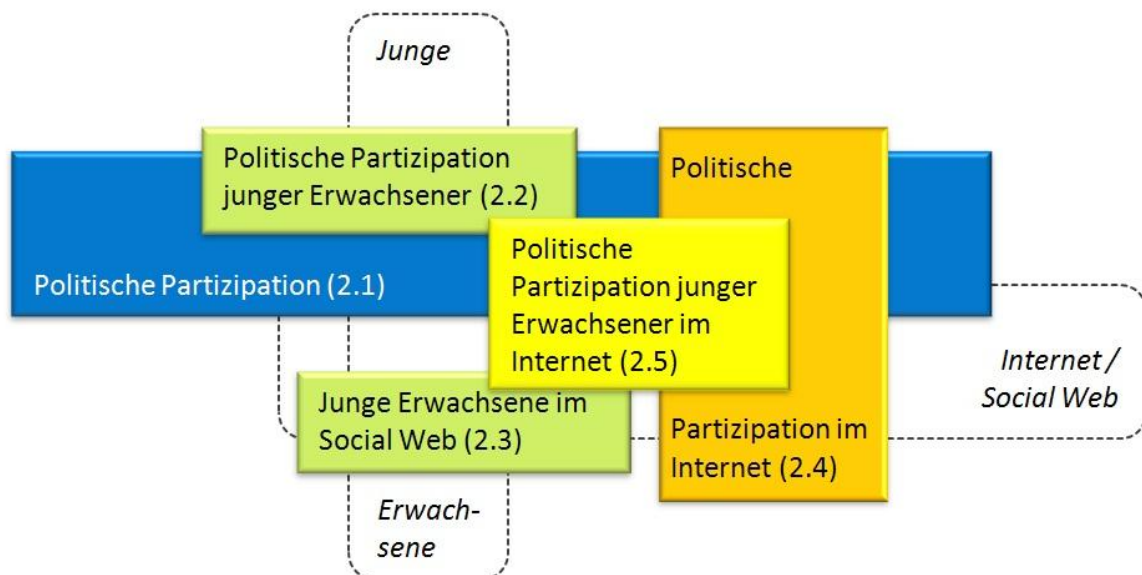 Junge
Politische Partizipation
junger Erwachsener (2.2)
Politische
Politische Partizipation (2.1)
Politische
Partizipation junger
Erwachsener im
Internet (2.5)
Internet /
Social Web
Junge Erwachsene im
Social Web (2.3)
Partizipation im
Internet (2.4)
Erwach-
sene